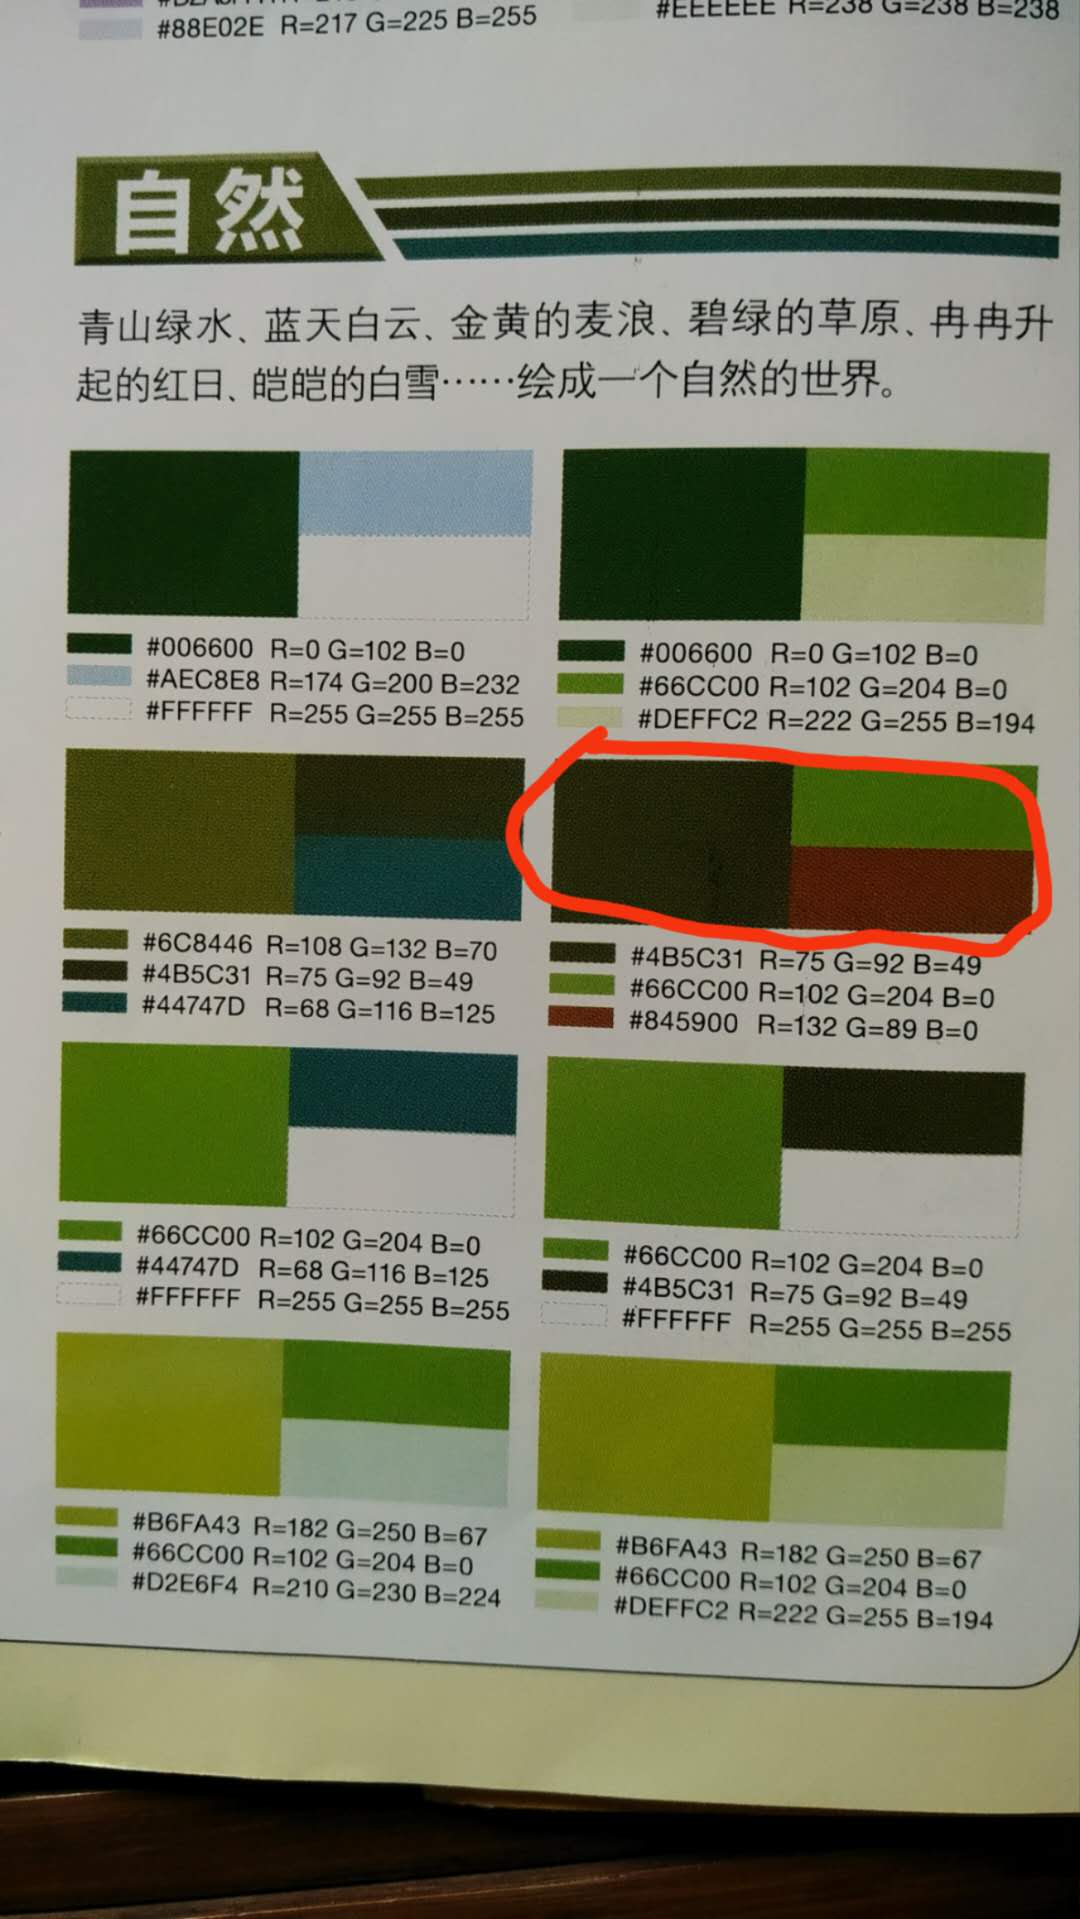 #88E02E R=217 G=225 B=255
#EEEEEE R=238 G=238 B=238
自然
青山绿水、蓝天白云、金黄的麦浪、碧绿的草原、冉冉升
起的红日、皑皑的白雪······绘成一个自然的世界。
#006600 R=0 G=102 B=0
#AEC8E8 R=174 G=200 B=232
#FFFFFF R=255 G=255 B=255
#006600 R=0 G=102 B=0
#66CC00 R=102 G=204 B=0
#DEFFC2 R=222 G=255 B=194
#6C8446 R=108 G=132 B=70
#4B5C31 R=75 G=92 B=49
#44747D R=68 G=116 B=125
#4B5C31 R=75 G=92 B=49
#66CC00 R=102 G=204 B=0
#845900 R=132 G=89 B=0
#66CC00 R=102 G=204 B=0
#44747D R=68 G=116 B=125
#FFFFFF R=255 G=255 B=255
#66CC00 R=102 G=204 B=0
#4B5C31 R=75 G=92 B=49
#FFFFFF R=255 G=255 B=255
#B6FA43 R=182 G=250 B=67
#66CC00 R=102 G=204 B=0
#D2E6F4 R=210 G=230 B=224
#B6FA43 R=182 G=250 B=67
#66CC00 R=102 G=204 B=0
#DEFFC2 R=222 G=255 B=194